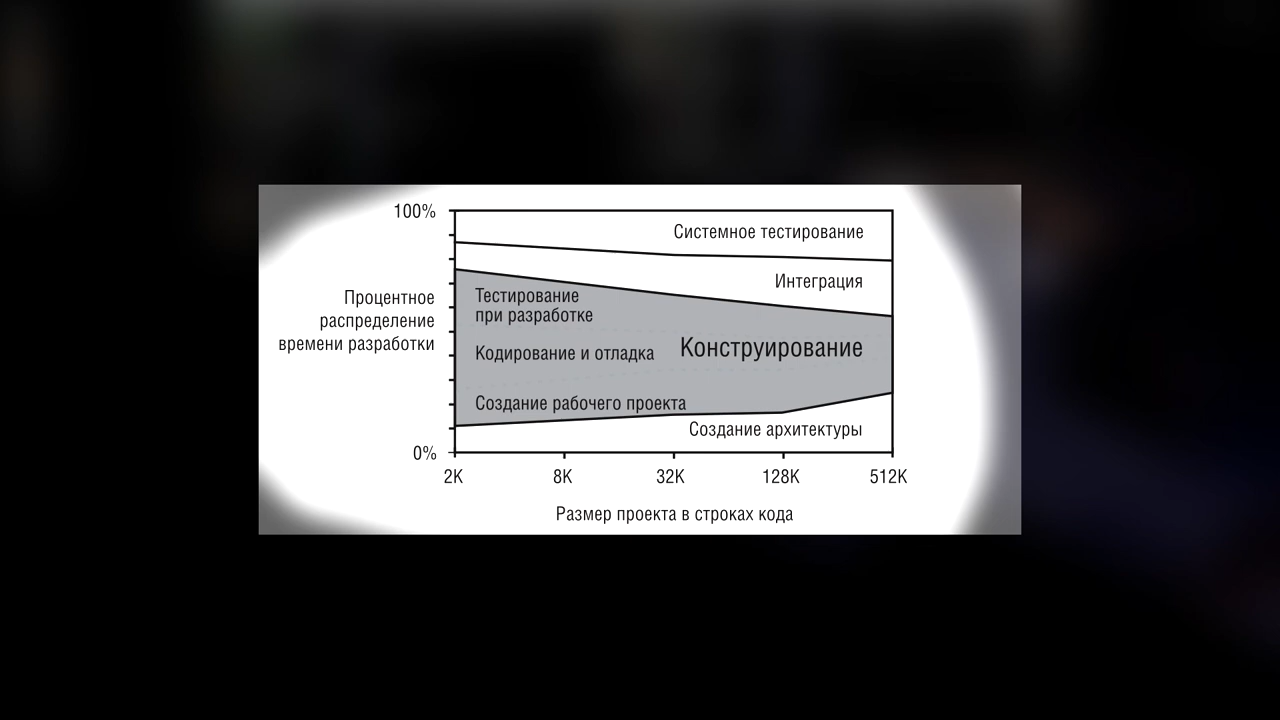 100%
Системное тестирование
Интеграция
Процентное
распределение
времени разработки
Тестирование
при разработке
Кодирование и отладка
Конструирование
Создание рабочего проекта
Создание архитектуры
0%
2K 8K 32K 128K 512K
Размер проекта в строках кода